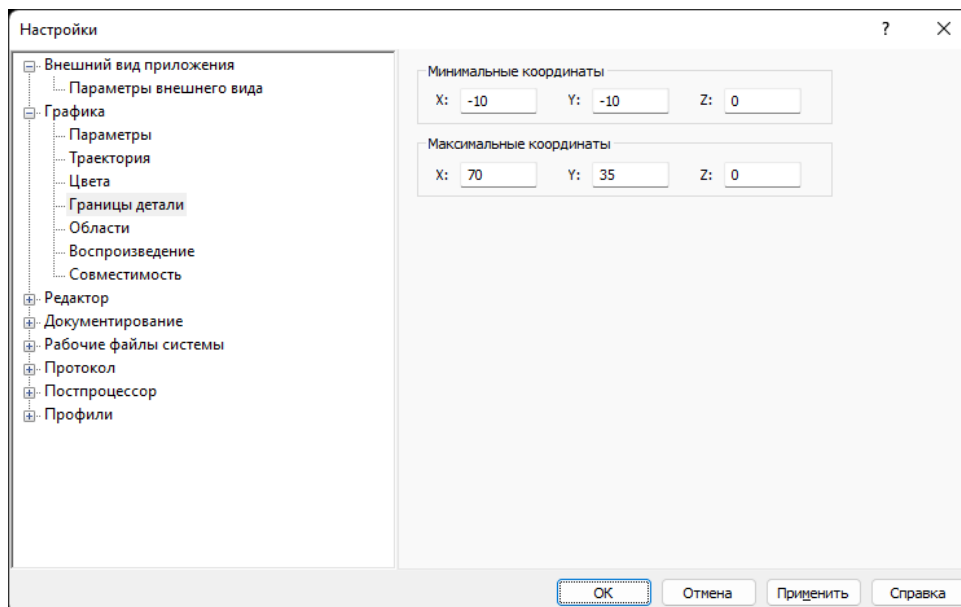 Настройки
?
Внешний вид приложения
Параметры внешнего вида
Графика
Параметры
Траектория
Цвета
Границы детали
Области
Воспроизведение
Совместимость
Редактор
Документирование
Рабочие файлы системы
Протокол
Постпроцессор
Профили
Минимальные координаты
X: -10 Y: -10 Z: 0
Максимальные координаты
X: 70 Y: 35 Z: 0
ОК Отмена Применить Справка